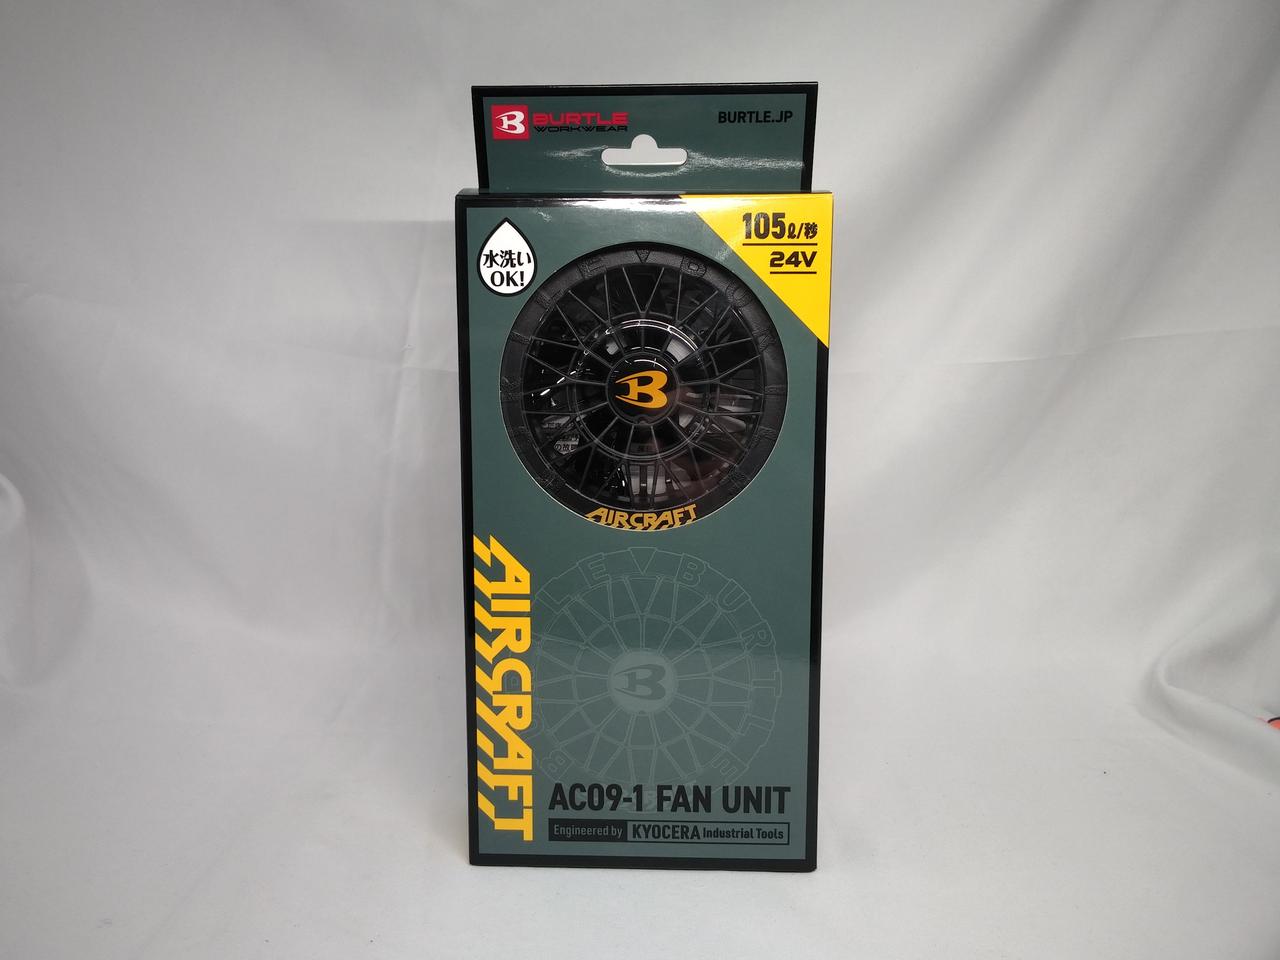 BURTLE
WORKWEAR
BURTLE.JP
水洗い
OK!
105ℓ/秒
24V
B
AIRCRAFT
AIRCRAFT
BURTLE
B
AC09-1 FAN UNIT
Engineered by KYOCERA Industrial Tools